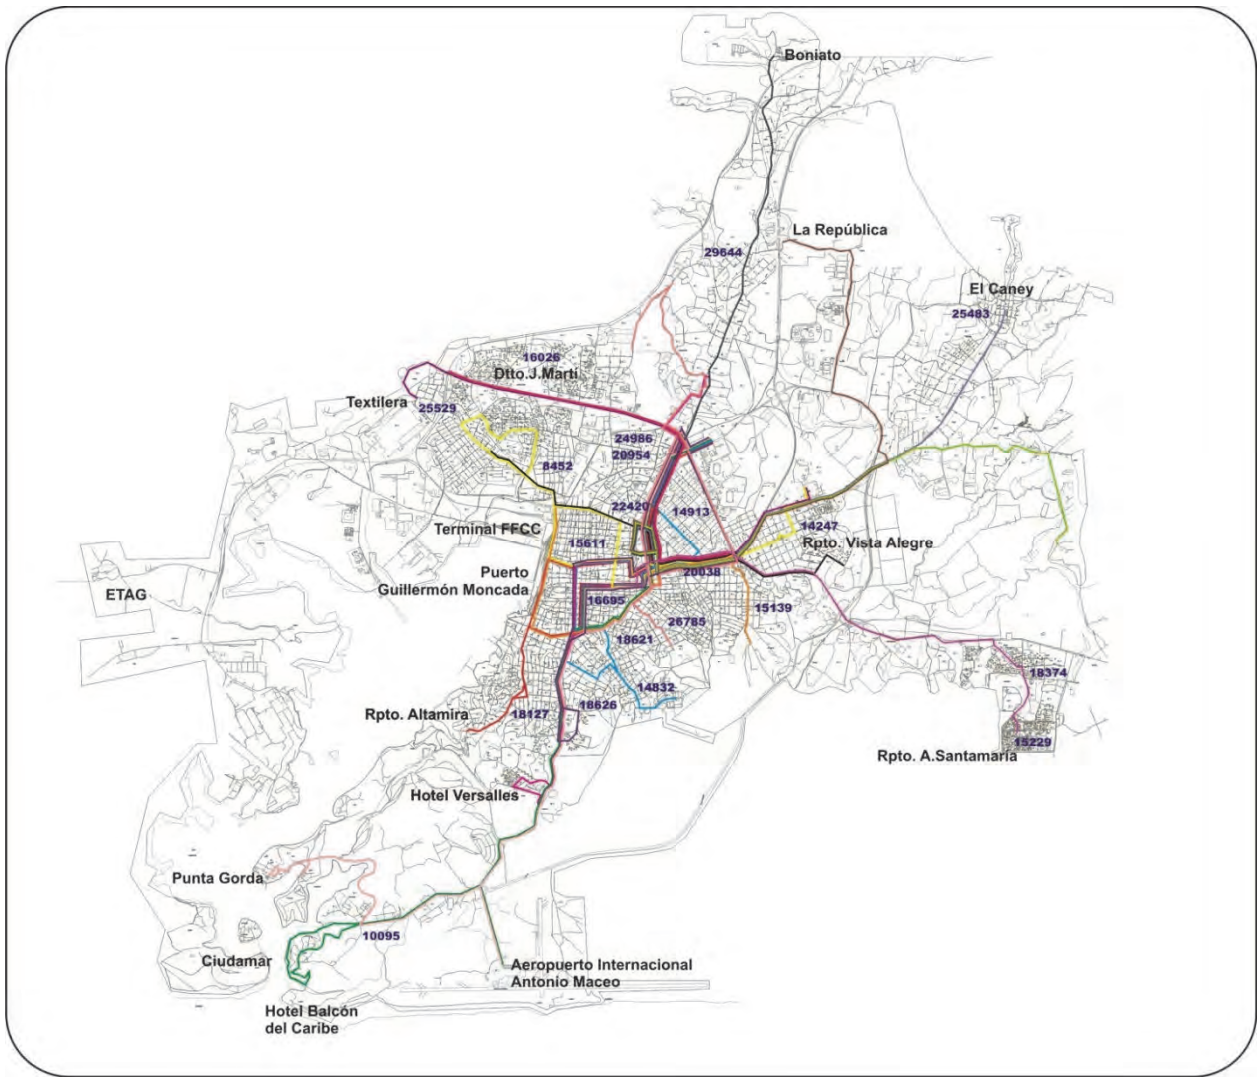 Boniato
La República
29644
El Caney
25483
16026
Dtto.J.Martí
Textilera
25529
24986
20954
8452
22420
14913
14247
Terminal FFCC
15611
Rpto. Vista Alegre
Puerto
Guillermón Moncada
20038
ETAG
16695
15139
26785
18621
18374
14832
18626
Rpto. Altamira
18127
15229
Rpto. A.Santamaría
Hotel Versalles
Punta Gorda
10095
Ciudamar
Aeropuerto Internacional
Antonio Maceo
Hotel Balcón
del Caribe